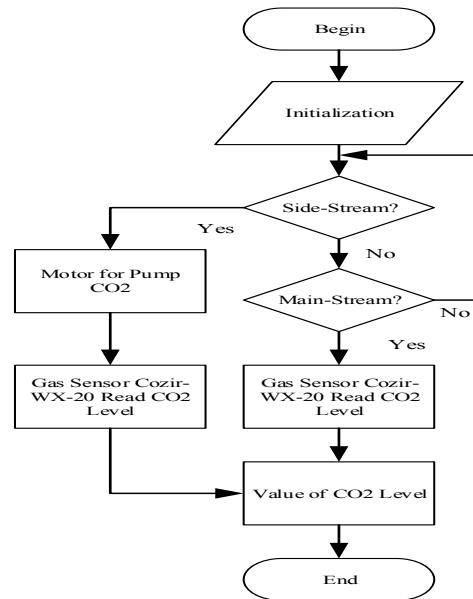 Begin
Initialization
Side-Stream?
Yes
No
Motor for Pump
CO2
Main-Stream?
No
Yes
Gas Sensor Cozir-
WX-20 Read CO2
Level
Gas Sensor Cozir-
WX-20 Read CO2
Level
Value of CO2 Level
End